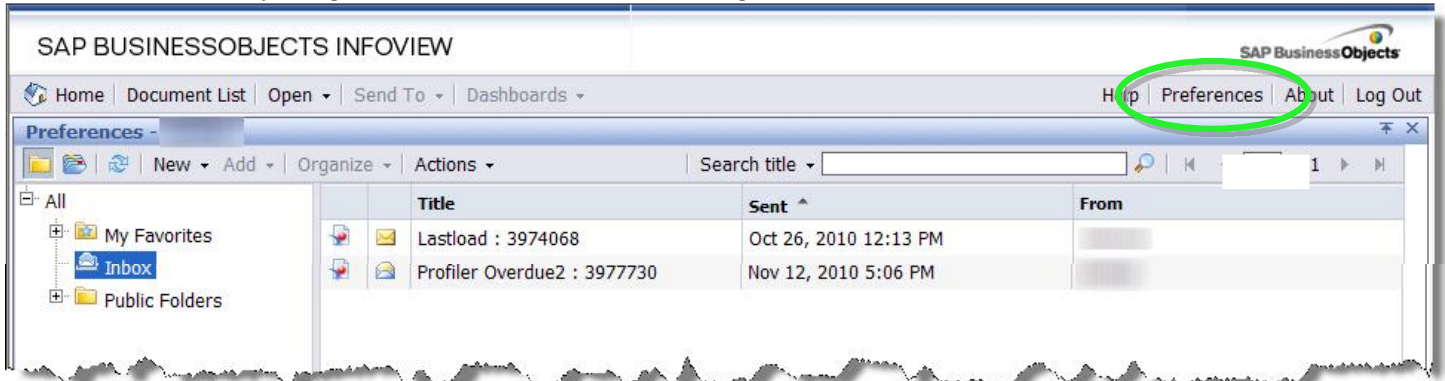 SAP BUSINESSOBJECTS INFOVIEW
SAP BusinessObjects
Home | Document List | Open | Send To | Dashboards
Help | Preferences | About | Log Out
Preferences -
New Add | Organize | Actions | Search title 1
All
My Favorites
Inbox
Public Folders
Title Sent From
Lastload : 3974068 Oct 26, 2010 12:13 PM
Profiler Overdue2 : 3977730 Nov 12, 2010 5:06 PM